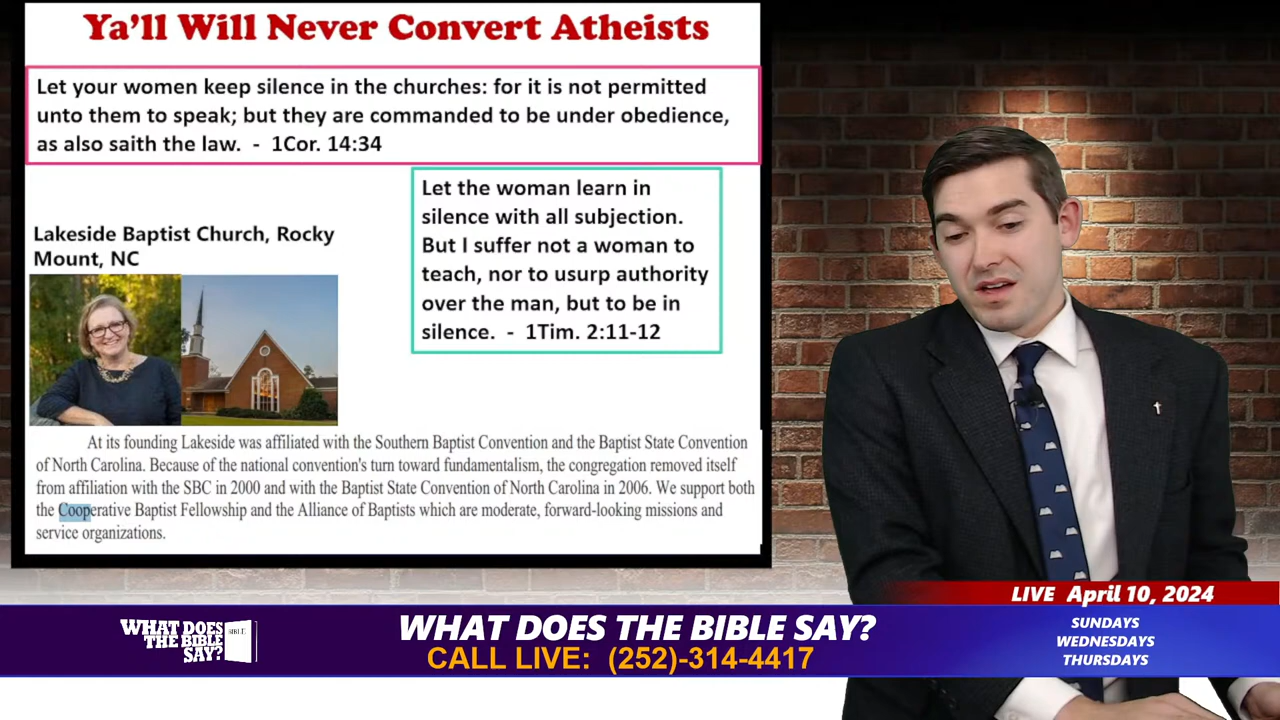 Ya'll Will Never Convert Atheists
Let your women keep silence in the churches: for it is not permitted
unto them to speak; but they are commanded to be under obedience,
as also saith the law. - 1Cor. 14:34
Let the woman learn in
silence with all subjection.
But I suffer not a woman to
teach, nor to usurp authority
over the man, but to be in
silence. - 1Tim. 2:11-12
Lakeside Baptist Church, Rocky
Mount, NC
At its founding Lakeside was affiliated with the Southern Baptist Convention and the Baptist State Convention
of North Carolina. Because of the national convention's turn toward fundamentalism, the congregation removed itself
from affiliation with the SBC in 2000 and with the Baptist State Convention of North Carolina in 2006. We support both
the Cooperative Baptist Fellowship and the Alliance of Baptists which are moderate, forward-looking missions and
service organizations.
LIVE April 10, 2024
WHAT DOES
THE BIBLE
SAY?
BIBLE
WHAT DOES THE BIBLE SAY?
CALL LIVE: (252)-314-4417
SUNDAYS
WEDNESDAYS
THURSDAYS